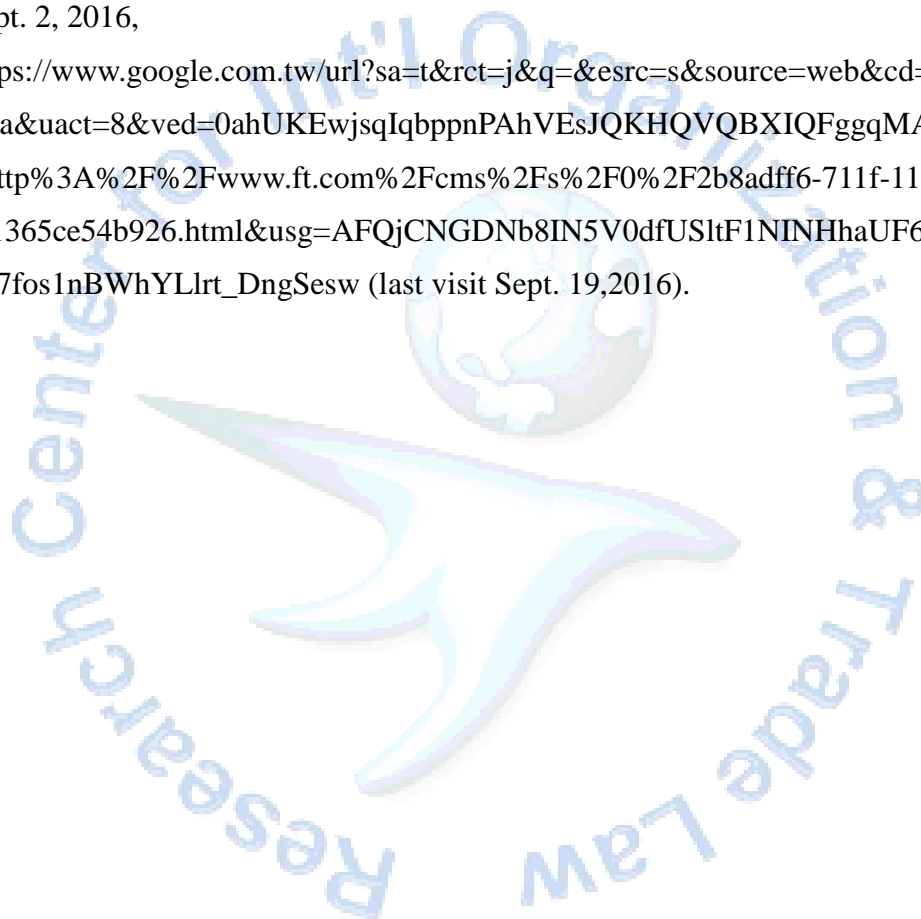 pt. 2, 2016,
ps://www.google.com.tw/url?sa=t&rct=j&q=&esrc=s&source=web&cd=
a&uact=8&ved=0ahUKEwjsqIqbppnPAhVEsJQKHQVQBXIQFggqMA
ttp%3A%2F%2Fwww.ft.com%2Fcms%2Fs%2F0%2F2b8adff6-711f-11
1365ce54b926.html&usg=AFQjCNGDNb8IN5V0dfUSltF1NINHhaUF6
7fos1nBWhYLlrt_DngSesw (last visit Sept. 19,2016).
Research Center for Int'l Organization & Trade Law